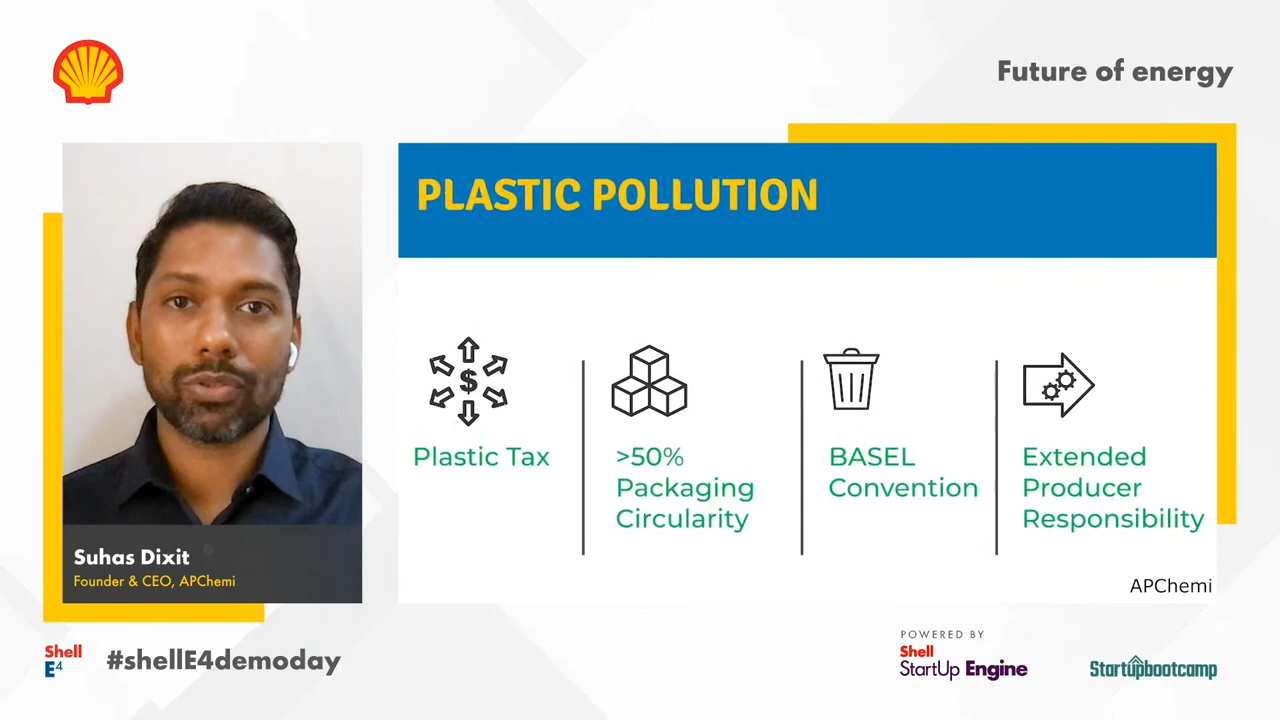 Future of energy
PLASTIC POLLUTION
$
Plastic Tax
>50%
Packaging
Circularity
BASEL
Convention
Extended
Producer
Responsibility
APChemi
Suhas Dixit
Founder & CEO, APChemi
Shell
E4
#shellE4demoday
POWERED BY
Shell
StartUp Engine
Startupbootcamp